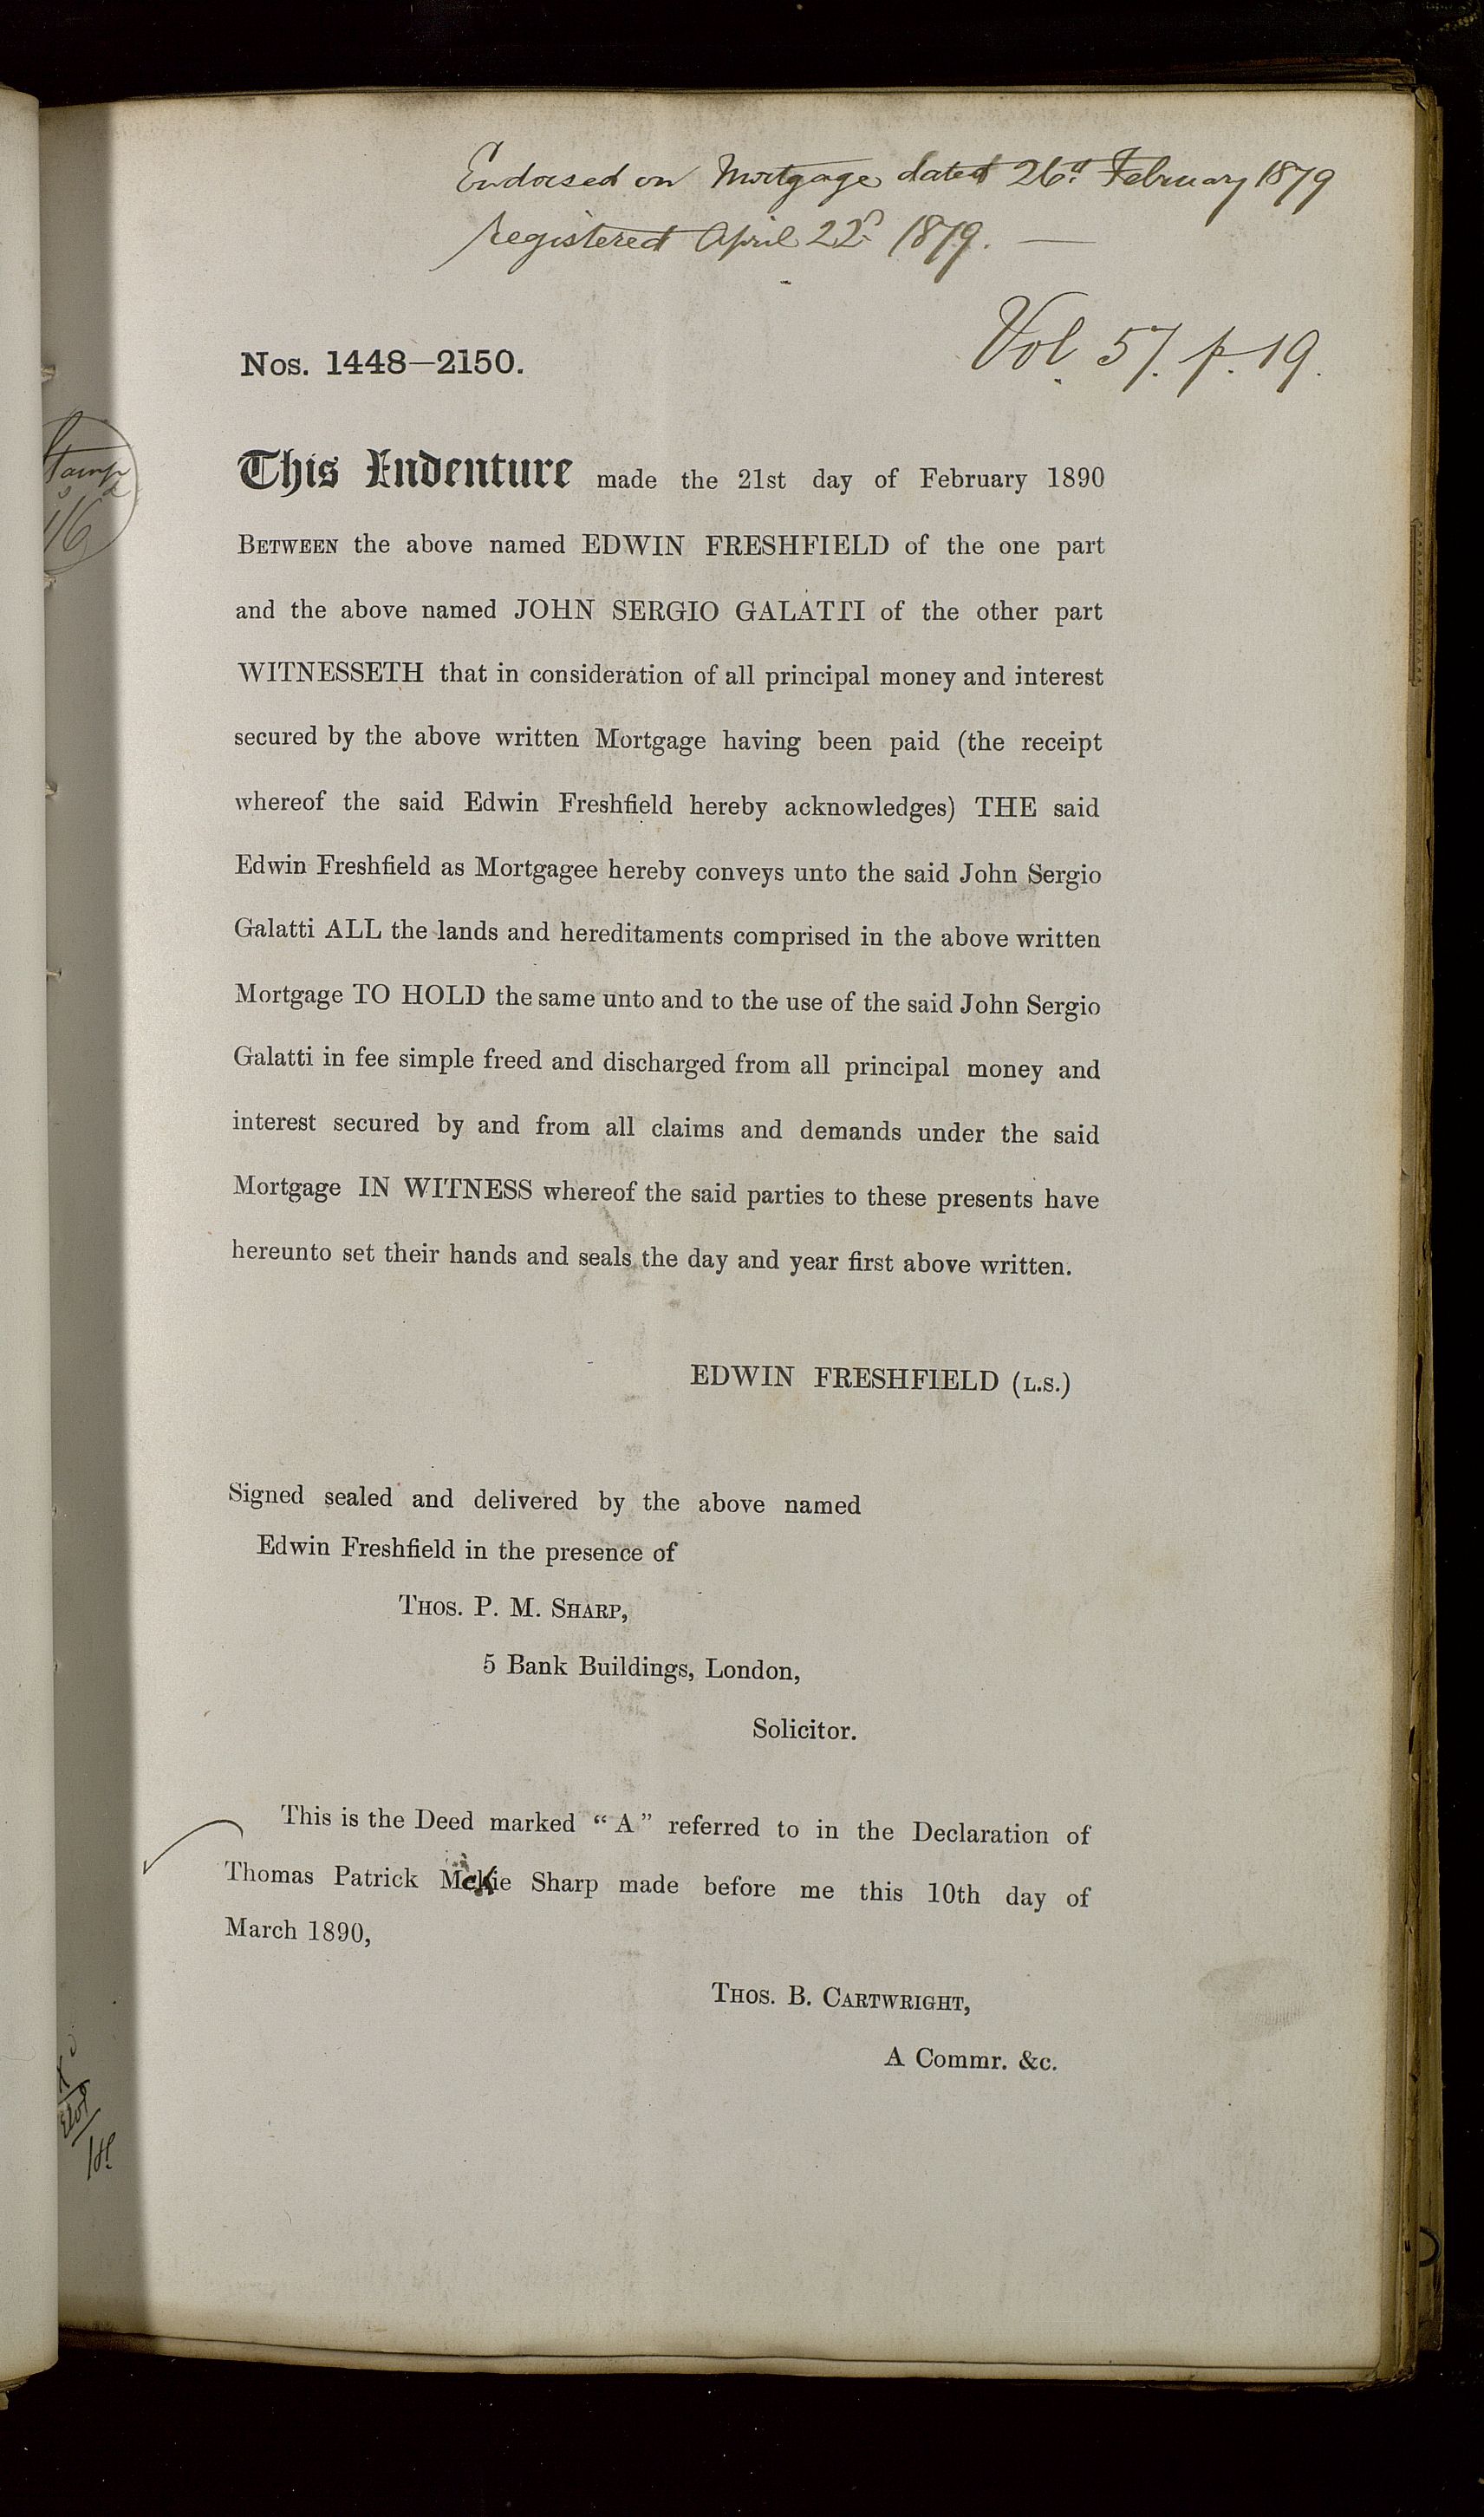 Endorsed on Mortgage dated 26th February 1879
Registered April 22d 1879. —
Vol. 57. p. 19.
Nos. 1448—2150.
Stamp
s d
1/6
This Indenture made the 21st day of February 1890
BETWEEN the above named EDWIN FRESHFIELD of the one part
and the above named JOHN SERGIO GALATTI of the other part
WITNESSETH that in consideration of all principal money and interest
secured by the above written Mortgage having been paid (the receipt
whereof the said Edwin Freshfield hereby acknowledges) THE said
Edwin Freshfield as Mortgagee hereby conveys unto the said John Sergio
Galatti ALL the lands and hereditaments comprised in the above written
Mortgage TO HOLD the same unto and to the use of the said John Sergio
Galatti in fee simple freed and discharged from all principal money and
interest secured by and from all claims and demands under the said
Mortgage IN WITNESS whereof the said parties to these presents have
hereunto set their hands and seals the day and year first above written.
EDWIN FRESHFIELD (L.S.)
Signed sealed and delivered by the above named
Edwin Freshfield in the presence of
THOS. P. M. SHARP,
5 Bank Buildings, London,
Solicitor.
This is the Deed marked “A” referred to in the Declaration of
Thomas Patrick McKie Sharp made before me this 10th day of
March 1890,
THOS. B. CARTWRIGHT,
A Commr. &c.